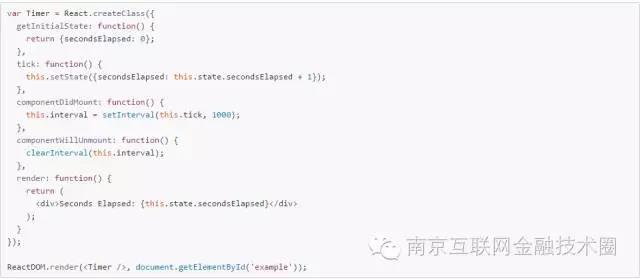 var Timer = React.createClass({
  getInitialState: function() {
    return {secondsElapsed: 0};
  },
  tick: function() {
    this.setState({secondsElapsed: this.state.secondsElapsed + 1});
  },
  componentDidMount: function() {
    this.interval = setInterval(this.tick, 1000);
  },
  componentWillUnmount: function() {
    clearInterval(this.interval);
  },
  render: function() {
    return (
      <div>Seconds Elapsed: {this.state.secondsElapsed}</div>
    );
  }
});
ReactDOM.render(<Timer />, document.getElementById('example'));
南京互联网金融技术圈